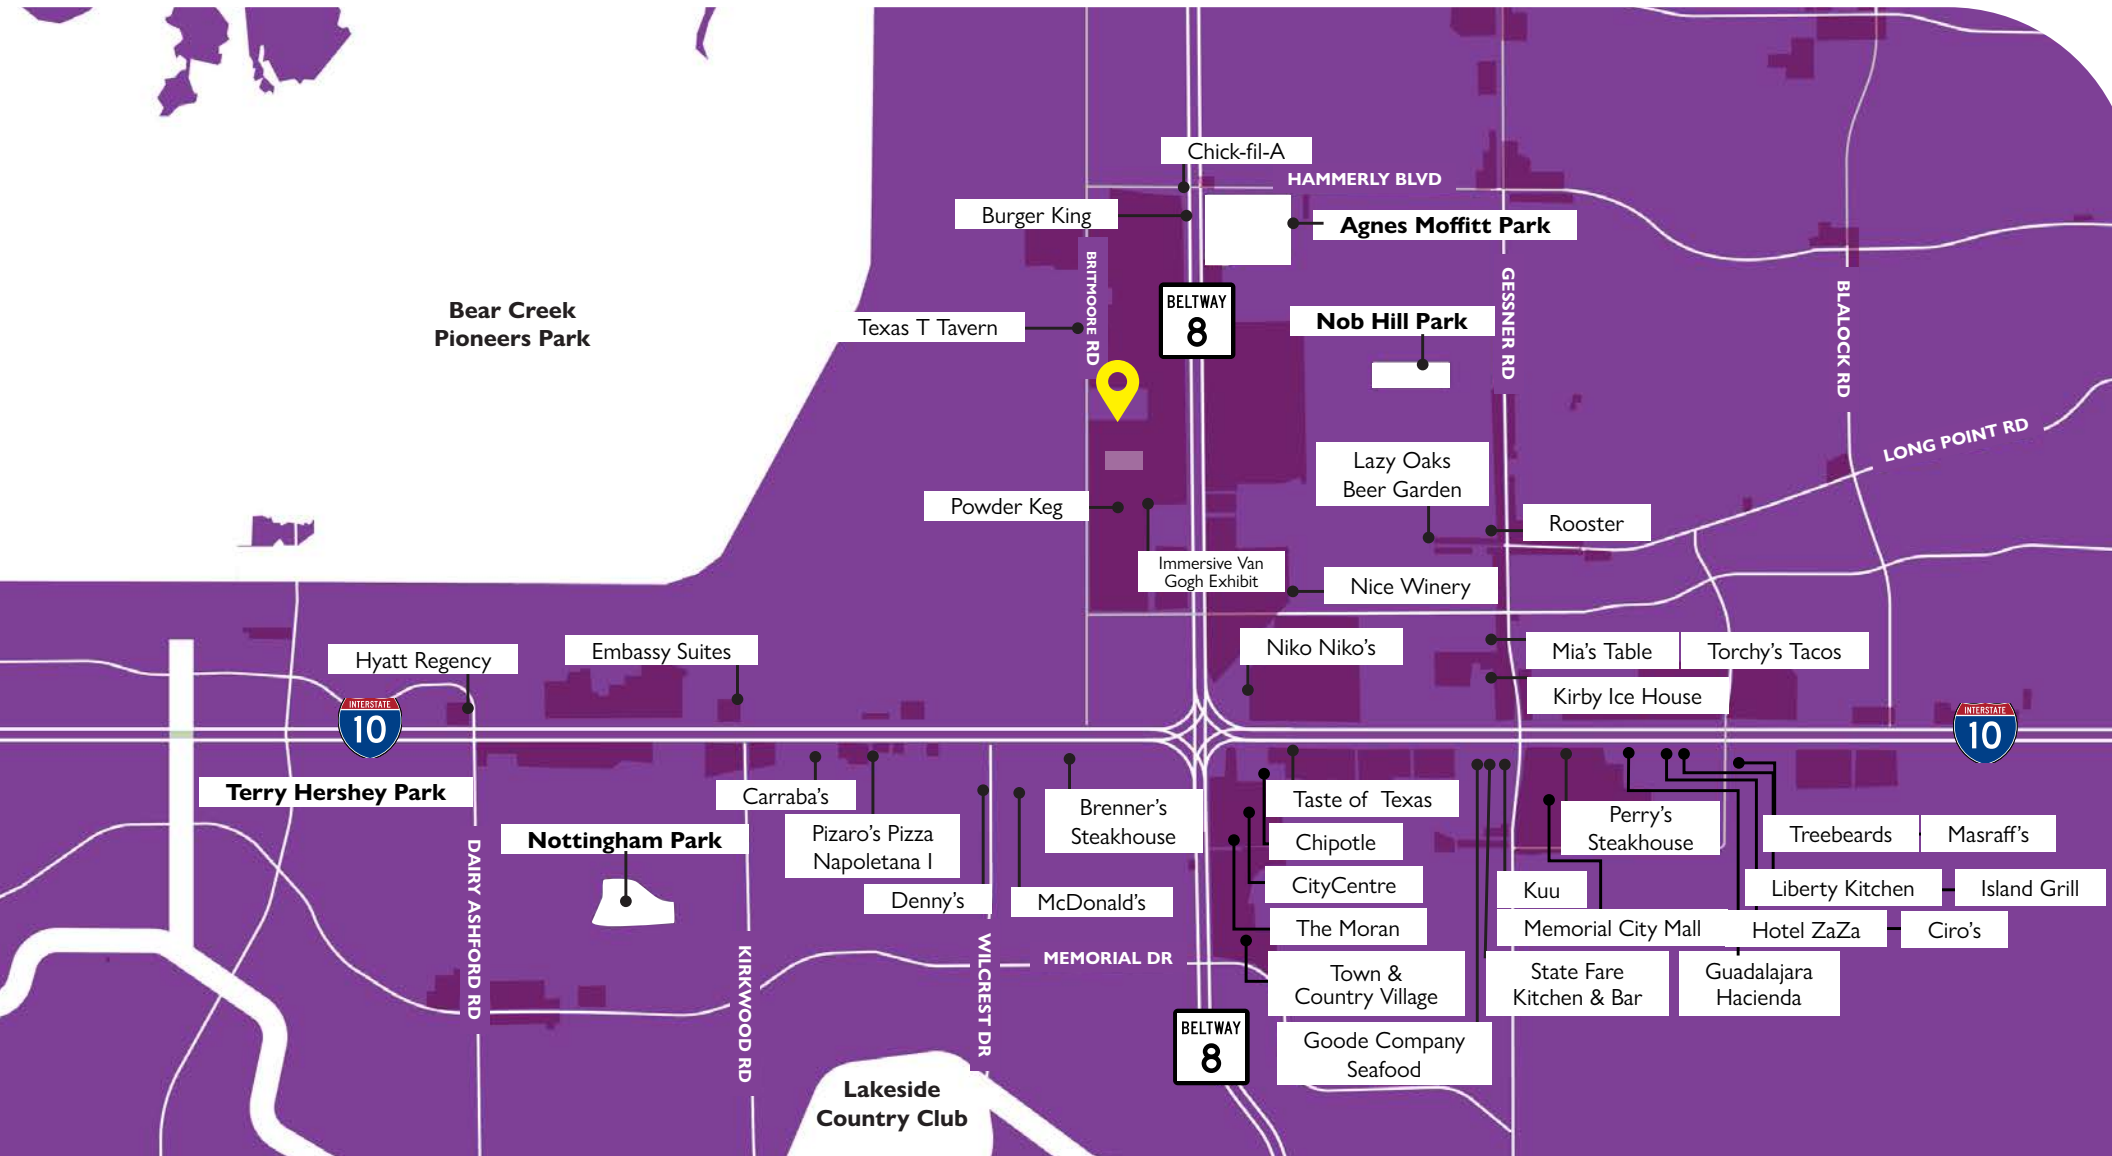 Chick-fil-A
HAMMERLY BLVD
Burger King
Agnes Moffitt Park
BRITMOORE RD
GESSNER RD
BLALOCK RD
Bear Creek
Pioneers Park
BELTWAY
8
Texas T Tavern
Nob Hill Park
LONG POINT RD
Lazy Oaks
Beer Garden
Powder Keg
Rooster
Immersive Van
Gogh Exhibit
Nice Winery
Hyatt Regency
Embassy Suites
Niko Niko's
Mia's Table
Torchy's Tacos
Kirby Ice House
INTERSTATE
10
INTERSTATE
10
Terry Hershey Park
Carraba's
Brenner's
Steakhouse
Taste of Texas
Perry's
Steakhouse
Nottingham Park
Pizaro's Pizza
Napoletana I
Chipotle
Treebeards
Masraff's
DAIRY ASHFORD RD
Denny's
McDonald's
CityCentre
Kuu
Liberty Kitchen
Island Grill
The Moran
Memorial City Mall
Hotel ZaZa
Ciro's
KIRKWOOD RD
WILCREST DR
MEMORIAL DR
Town &
Country Village
State Fare
Kitchen & Bar
Guadalajara
Hacienda
BELTWAY
8
Goode Company
Seafood
Lakeside
Country Club